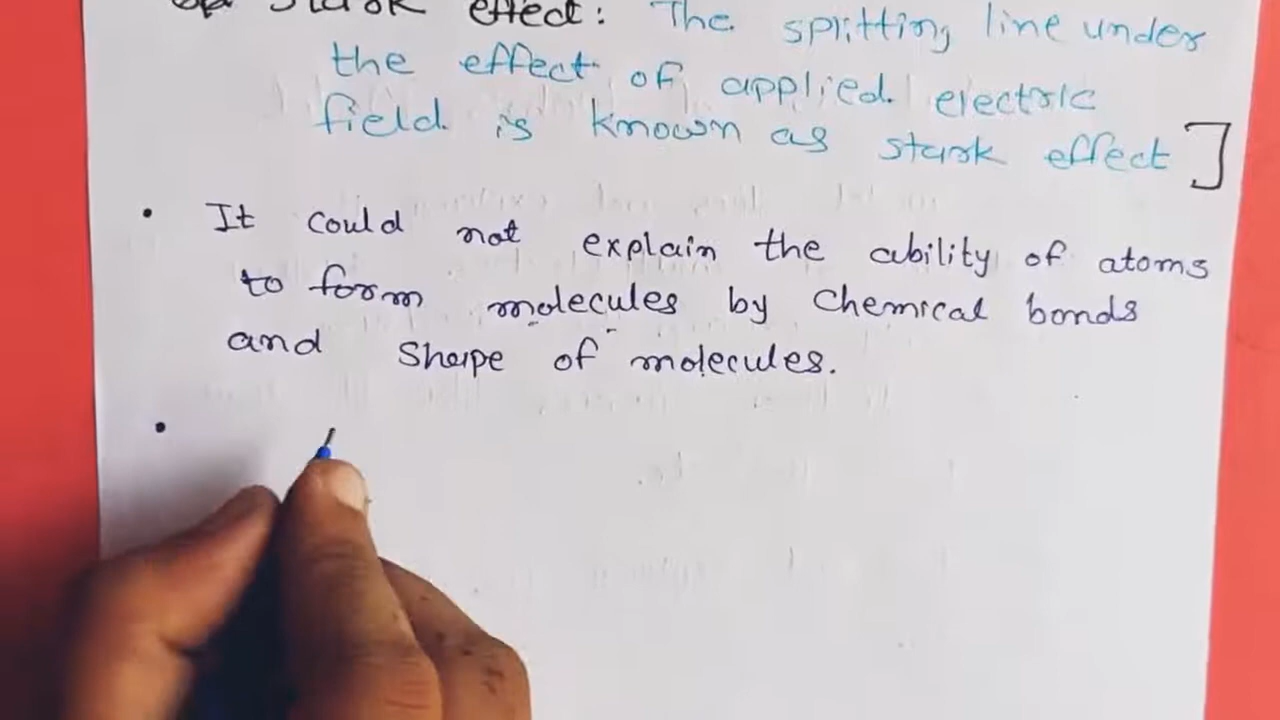 Stark effect: The splitting line under
the effect of applied electric
field is known as stark effect]
• It could not explain the ability of atoms
to form molecules by chemical bonds
and shape of molecules.
•